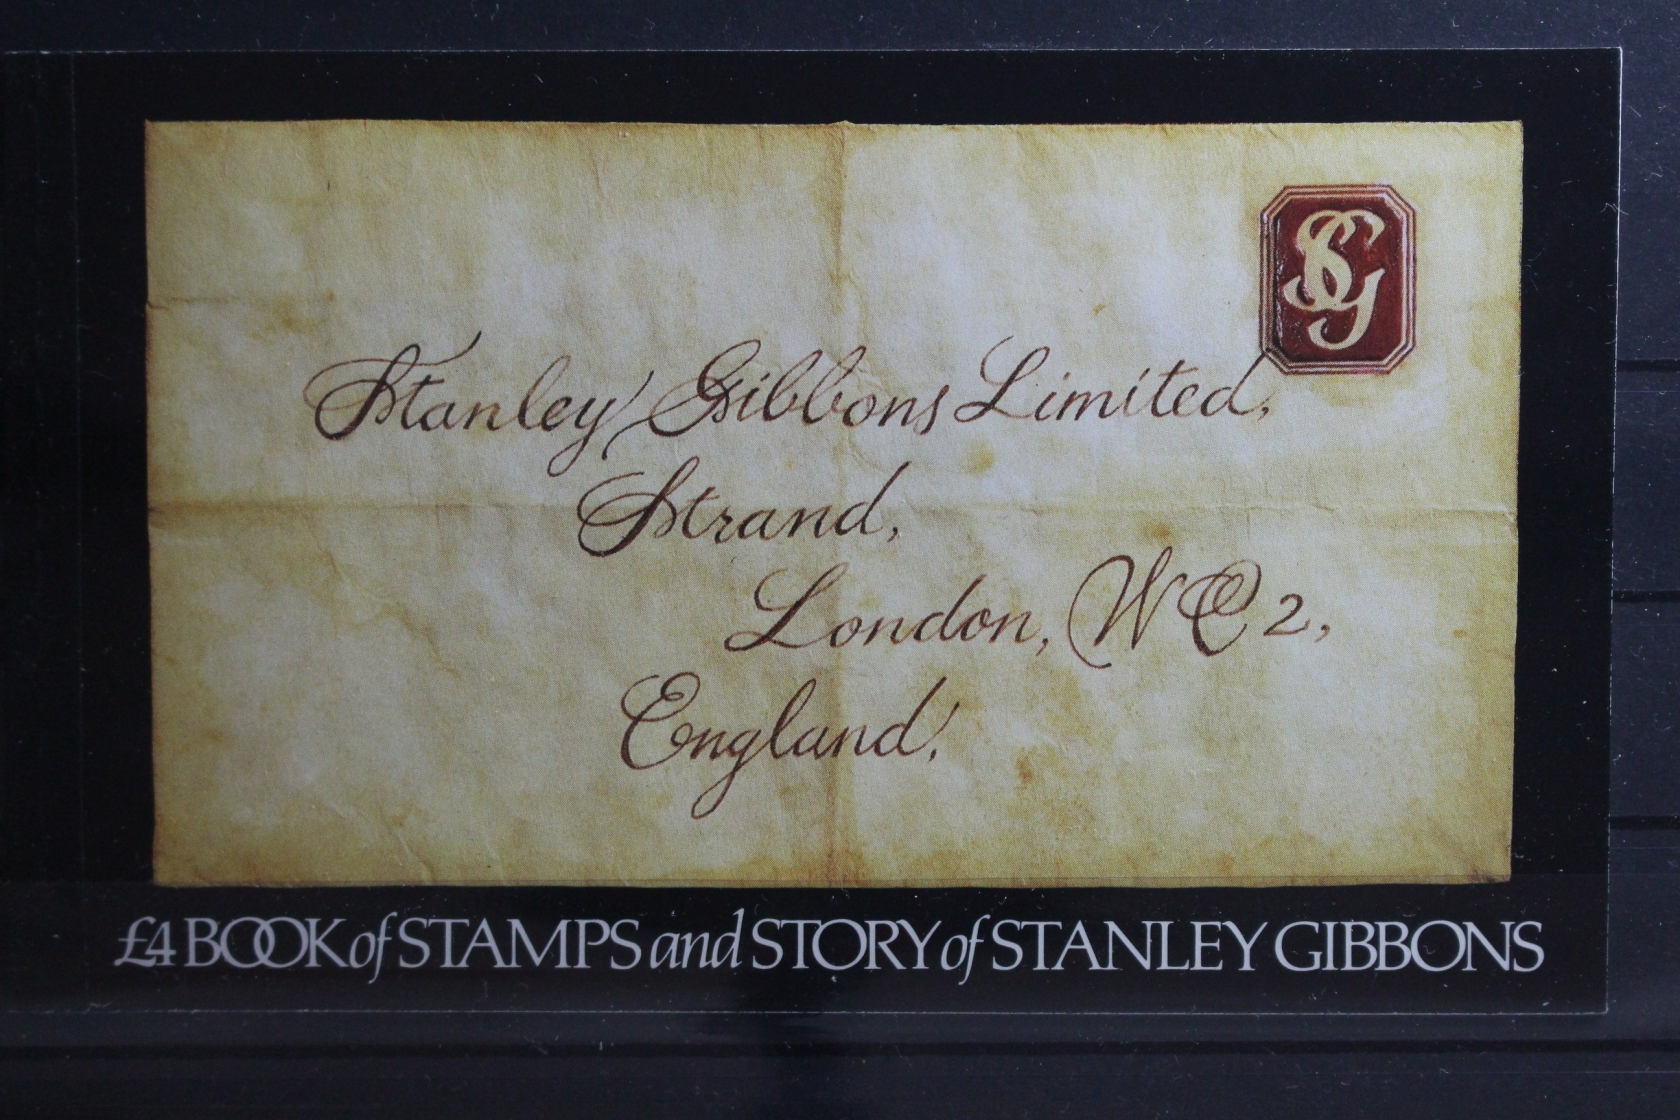 SG
Stanley Gibbons Limited,
Strand,
London, WC2,
England.
£4 BOOK of STAMPS and STORY of STANLEY GIBBONS